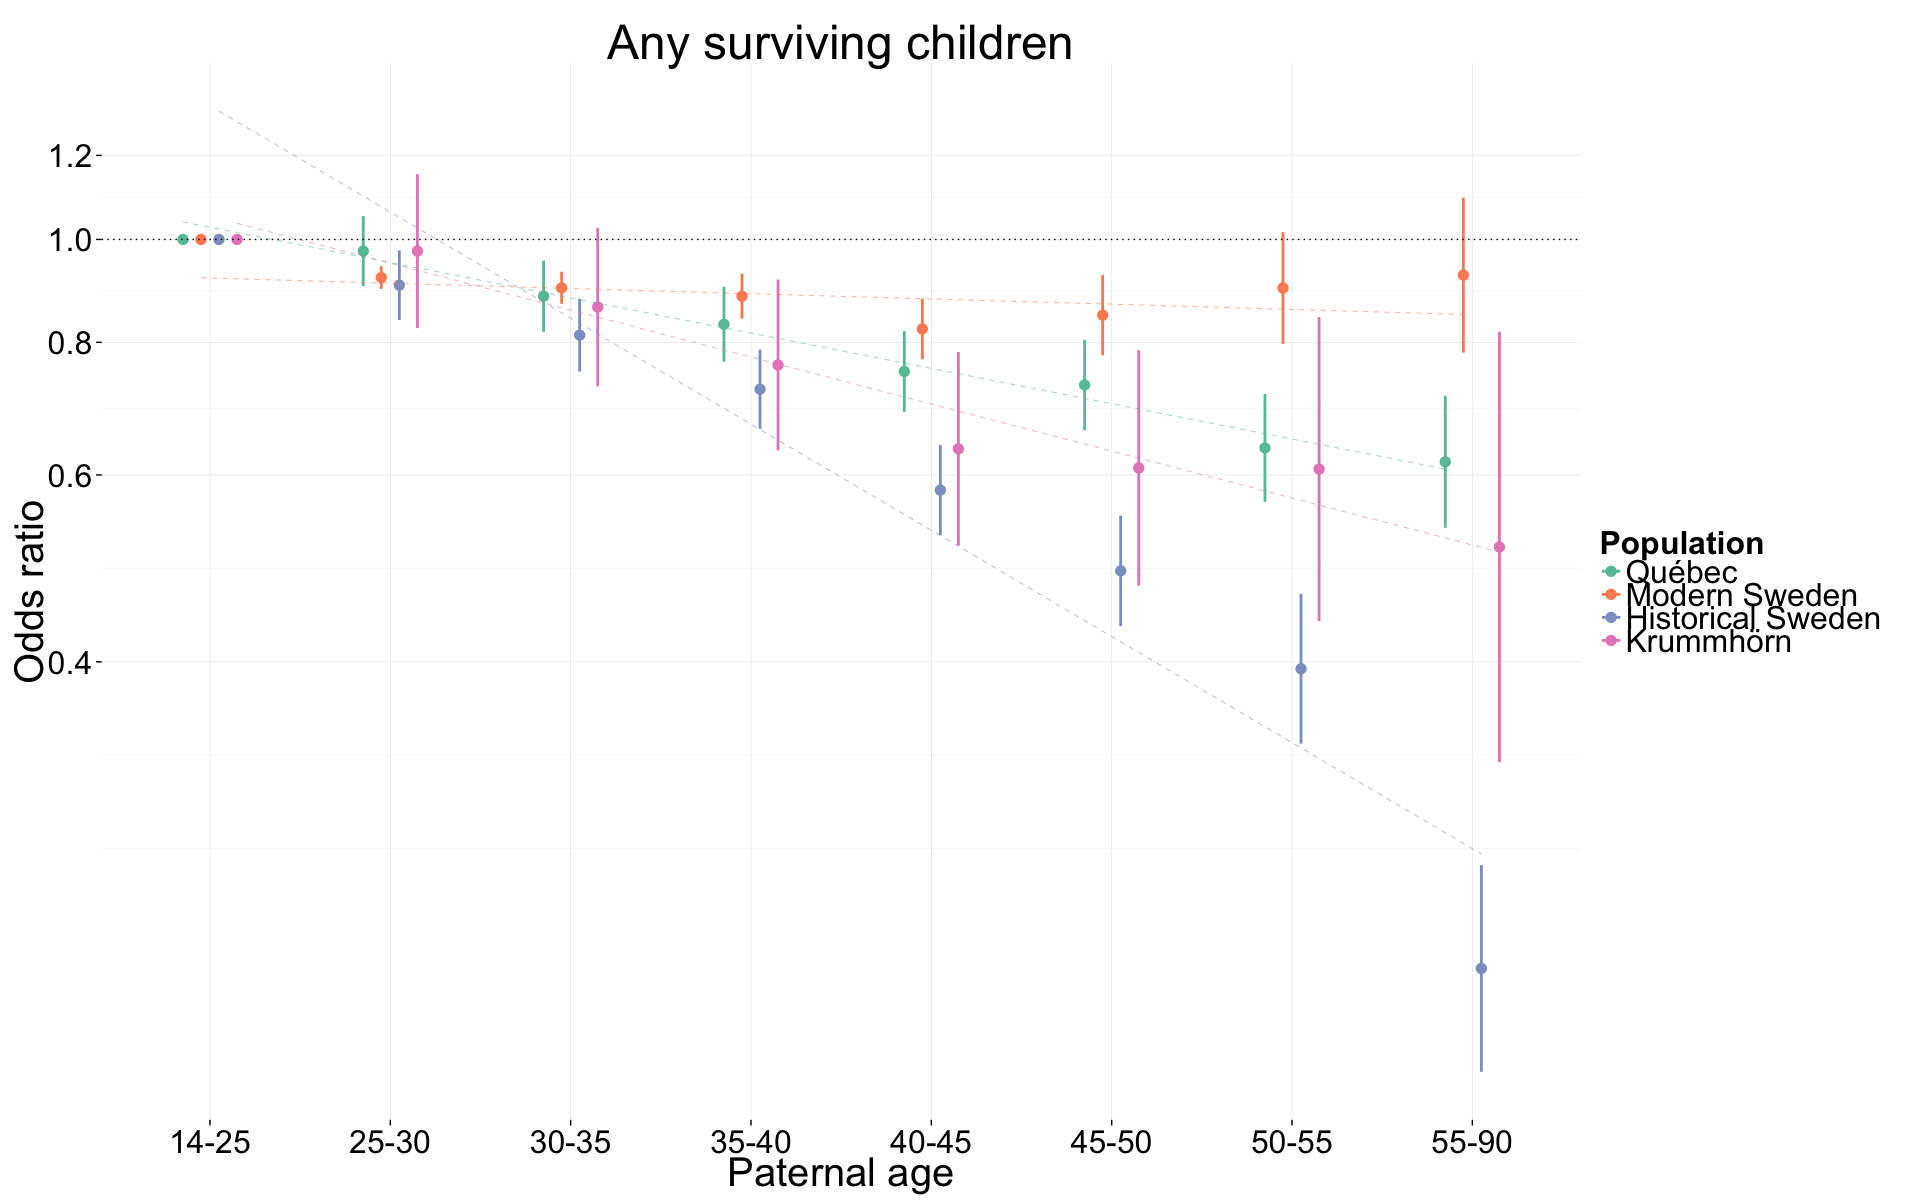 Any surviving children
Odds ratio
1.2
1.0
0.8
0.6
0.4
14-25 25-30 30-35 35-40 40-45 45-50 50-55 55-90
Paternal age
Population
Québec
Modern Sweden
Historical Sweden
Krummhörn